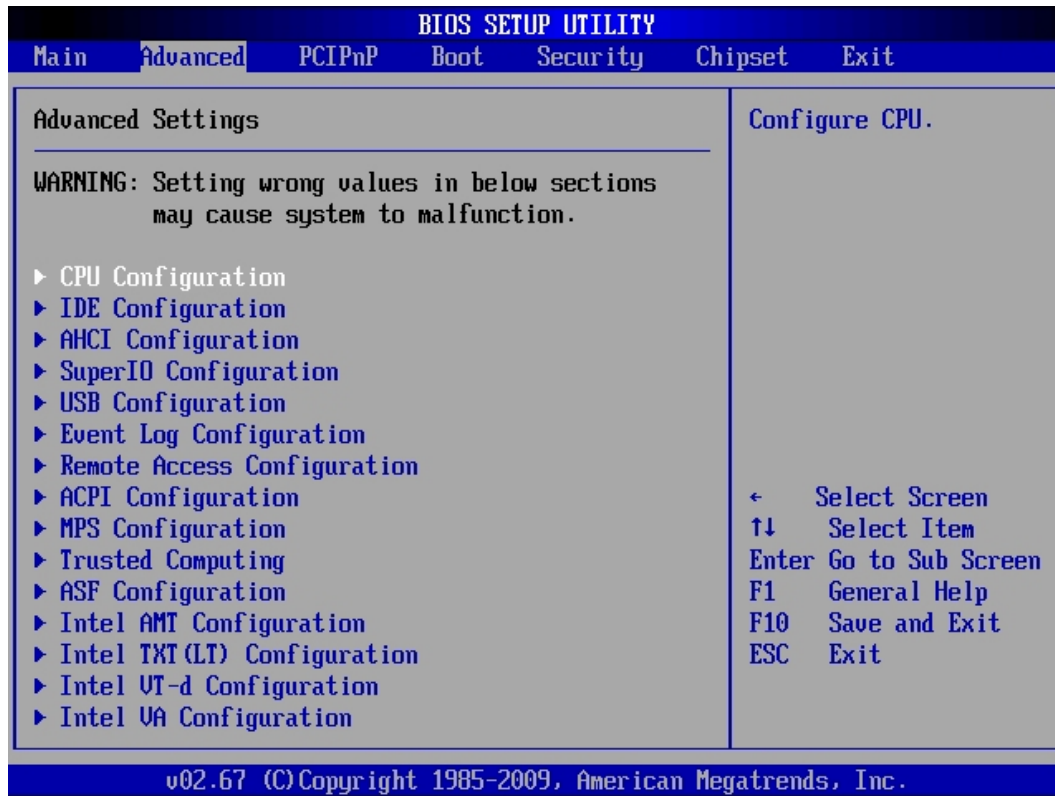 BIOS SETUP UTILITY
Main Advanced PCIPnP Boot Security Chipset Exit
Advanced Settings
WARNING: Setting wrong values in below sections
may cause system to malfunction.
▶ CPU Configuration
▶ IDE Configuration
▶ AHCI Configuration
▶ SuperIO Configuration
▶ USB Configuration
▶ Event Log Configuration
▶ Remote Access Configuration
▶ ACPI Configuration
▶ MPS Configuration
▶ Trusted Computing
▶ ASF Configuration
▶ Intel AMT Configuration
▶ Intel TXT(LT) Configuration
▶ Intel VT-d Configuration
▶ Intel VA Configuration
Configure CPU.
← Select Screen
↑↓ Select Item
Enter Go to Sub Screen
F1 General Help
F10 Save and Exit
ESC Exit
v02.67 (C)Copyright 1985-2009, American Megatrends, Inc.